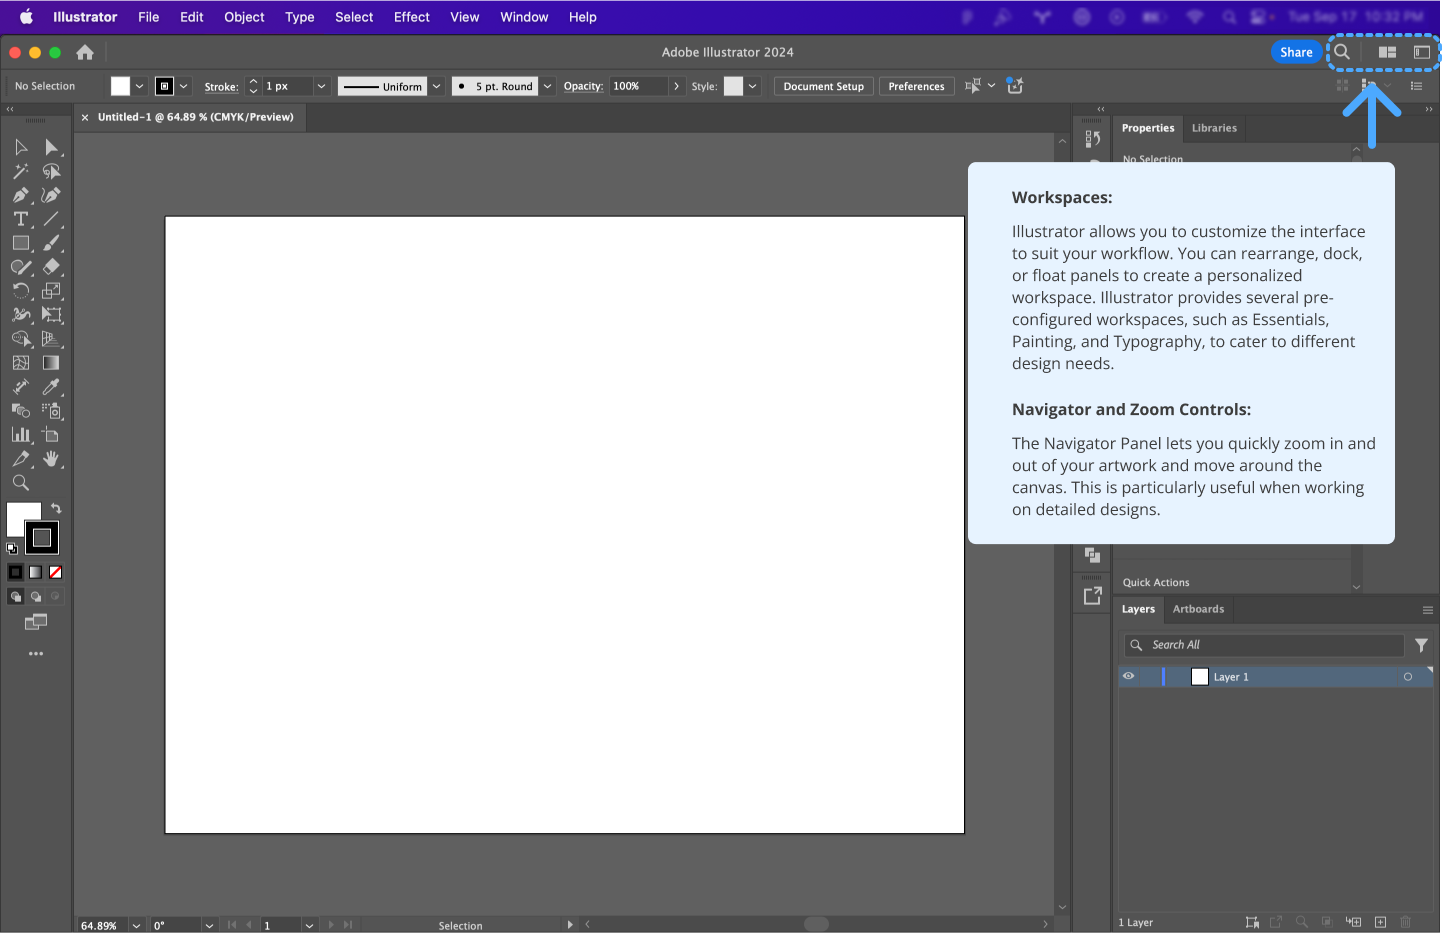 Illustrator File Edit Object Type Select Effect View Window Help Tue Sep 17 10:32 PM
Adobe Illustrator 2024 Share
No Selection Stroke: 1 px Uniform 5 pt. Round Opacity: 100% Style: Document Setup Preferences
× Untitled-1 @ 64.89 % (CMYK/Preview)
Properties Libraries
No Selection
Workspaces:
Illustrator allows you to customize the interface
to suit your workflow. You can rearrange, dock,
or float panels to create a personalized
workspace. Illustrator provides several pre-
configured workspaces, such as Essentials,
Painting, and Typography, to cater to different
design needs.
Navigator and Zoom Controls:
The Navigator Panel lets you quickly zoom in and
out of your artwork and move around the
canvas. This is particularly useful when working
on detailed designs.
Quick Actions
Layers Artboards
Search All
Layer 1
1 Layer
64.89% 0° 1 Selection